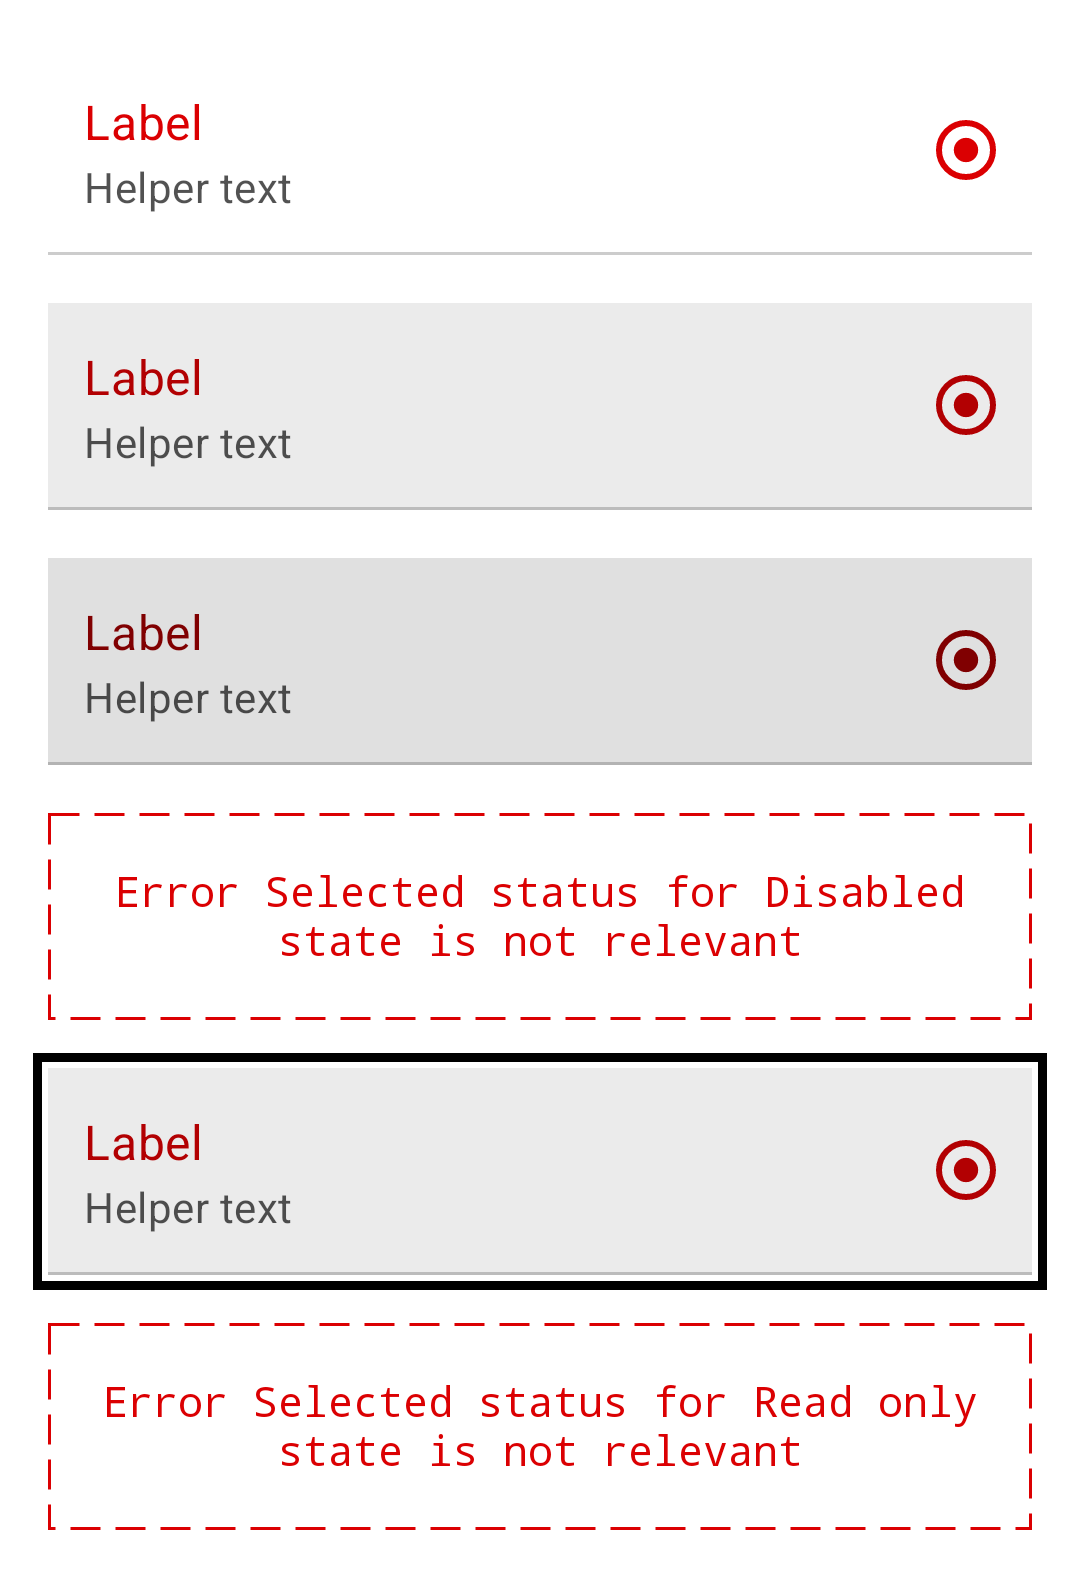 Label
Helper text
Label
Helper text
Label
Helper text
Error Selected status for Disabled
state is not relevant
Label
Helper text
Error Selected status for Read only
state is not relevant